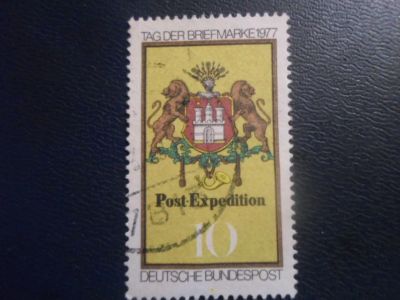 TAG DER BRIEFMARKE 1977
Post-Expedition
10
DEUTSCHE BUNDESPOST